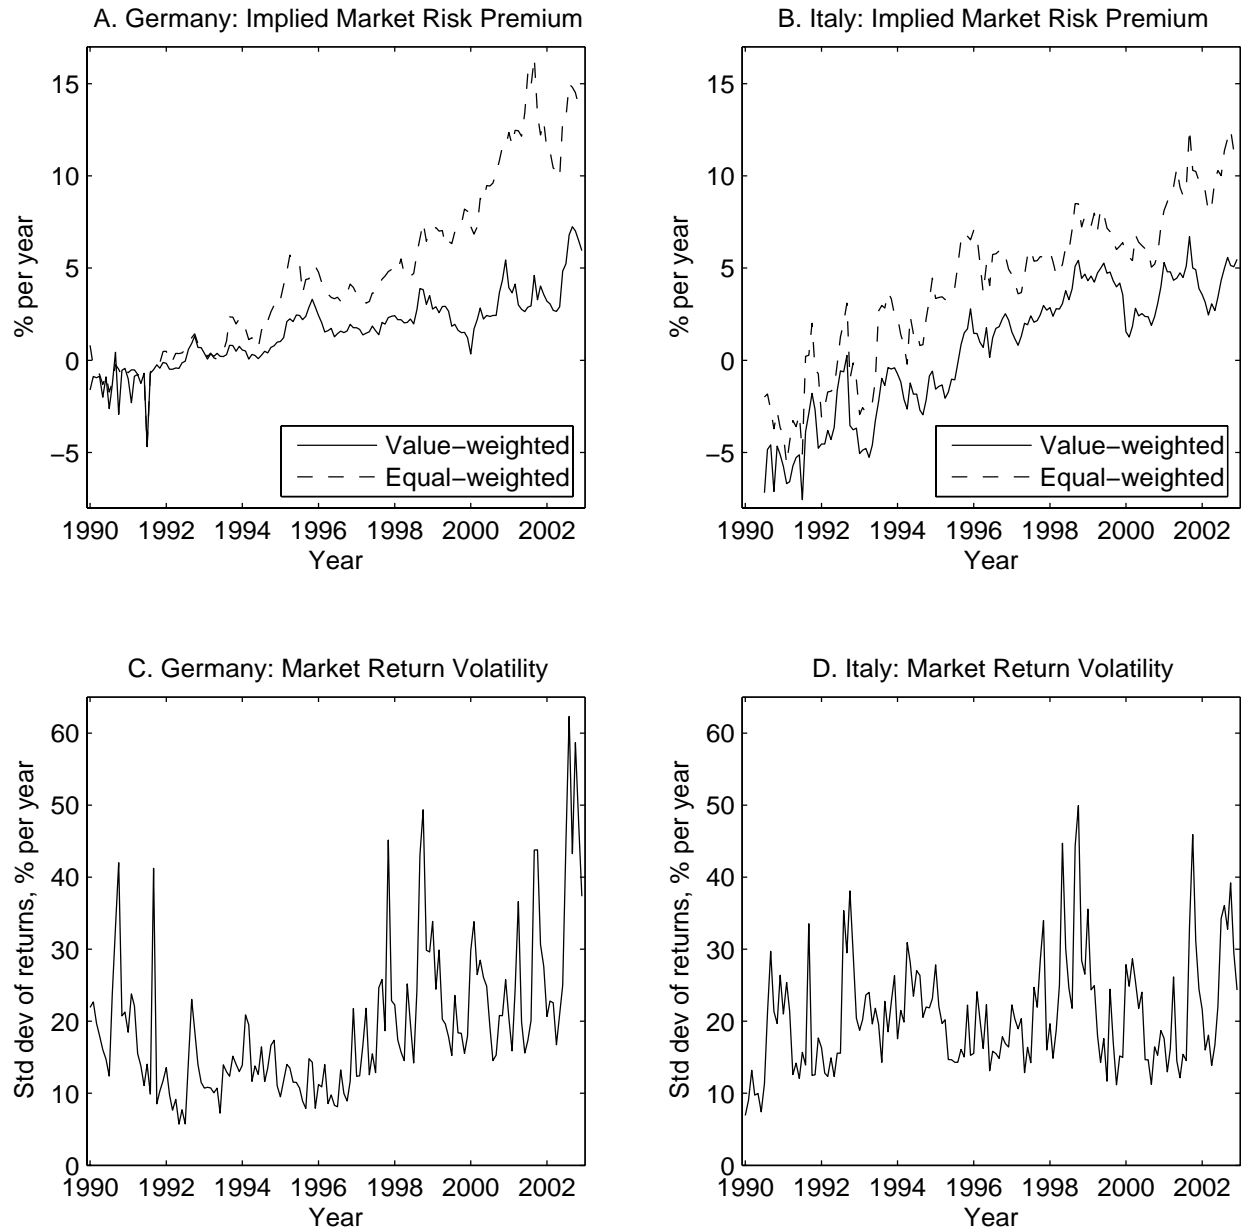 A. Germany: Implied Market Risk Premium
% per year
15
10
5
0
−5
Value−weighted
Equal−weighted
1990 1992 1994 1996 1998 2000 2002
Year
B. Italy: Implied Market Risk Premium
% per year
15
10
5
0
−5
Value−weighted
Equal−weighted
1990 1992 1994 1996 1998 2000 2002
Year
C. Germany: Market Return Volatility
Std dev of returns, % per year
60
50
40
30
20
10
0
1990 1992 1994 1996 1998 2000 2002
Year
D. Italy: Market Return Volatility
Std dev of returns, % per year
60
50
40
30
20
10
0
1990 1992 1994 1996 1998 2000 2002
Year